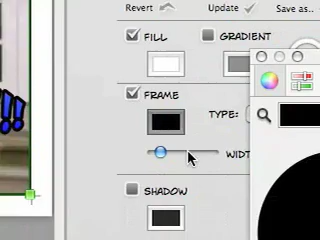 Revert Update Save as..
FILL GRADIENT
FRAME
TYPE:
!!
SHADOW